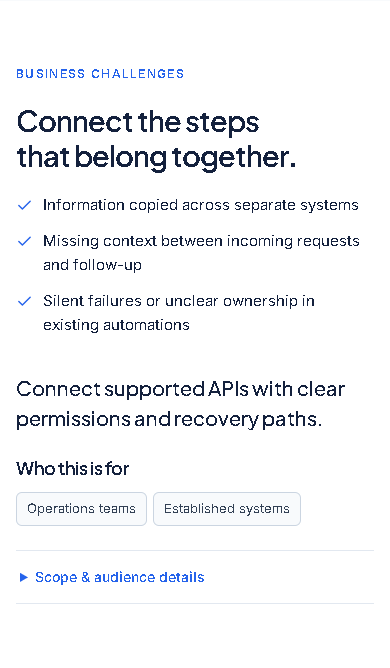 BUSINESS CHALLENGES
Connect the steps
that belong together.
Information copied across separate systems
Missing context between incoming requests
and follow-up
Silent failures or unclear ownership in
existing automations
Connect supported APIs with clear
permissions and recovery paths.
Who this is for
Operations teams
Established systems
Scope & audience details